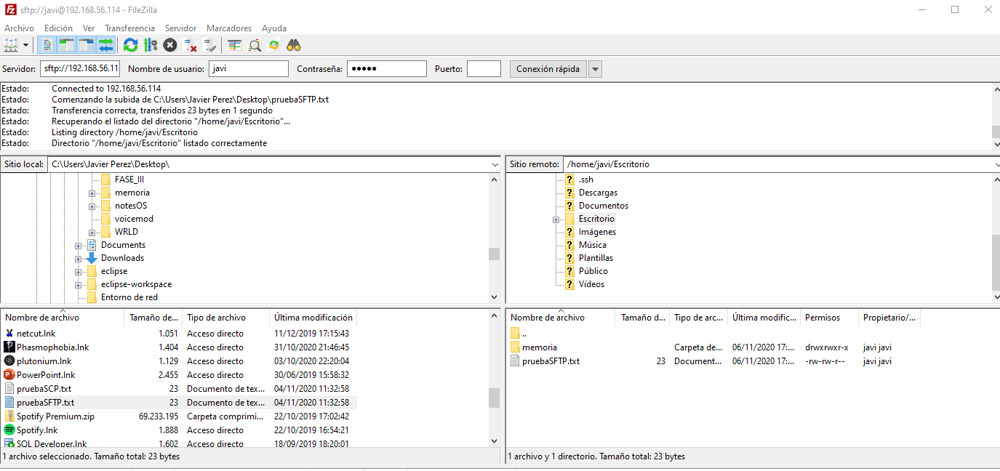 sftp://javi@192.168.56.114 - FileZilla
Archivo Edición Ver Transferencia Servidor Marcadores Ayuda
Servidor: sftp://192.168.56.11 Nombre de usuario: javi Contraseña: ●●●●● Puerto: Conexión rápida
Estado: Connected to 192.168.56.114
Estado: Comenzando la subida de C:\Users\Javier Perez\Desktop\pruebaSFTP.txt
Estado: Transferencia correcta, transferidos 23 bytes en 1 segundo
Estado: Recuperando el listado del directorio "/home/javi/Escritorio"...
Estado: Listing directory /home/javi/Escritorio
Estado: Directorio "/home/javi/Escritorio" listado correctamente
Sitio local: C:\Users\Javier Perez\Desktop\
FASE_III
memoria
notesOS
voicemod
WRLD
Documents
Downloads
eclipse
eclipse-workspace
Entorno de red
Sitio remoto: /home/javi/Escritorio
.ssh
Descargas
Documentos
Escritorio
Imágenes
Música
Plantillas
Público
Vídeos
Nombre de archivo Tamaño de... Tipo de archivo Última modificación
netcut.lnk 1.051 Acceso directo 11/12/2019 17:15:43
Phasmophobia.lnk 1.404 Acceso directo 31/10/2020 21:46:45
plutonium.lnk 1.129 Acceso directo 03/10/2020 22:20:04
PowerPoint.lnk 2.455 Acceso directo 30/06/2019 15:58:32
pruebaSCP.txt 23 Documento de tex... 04/11/2020 11:32:58
pruebaSFTP.txt 23 Documento de tex... 04/11/2020 11:32:58
Spotify Premium.zip 69.233.195 Carpeta comprimi... 22/10/2019 17:02:42
Spotify.lnk 1.888 Acceso directo 22/10/2019 16:54:21
SQL Developer.lnk 1.602 Acceso directo 18/09/2019 18:20:01
1 archivo seleccionado. Tamaño total: 23 bytes
Nombre de archivo Tamaño d... Tipo de arc... Última modific... Permisos Propietario/...
..
memoria Carpeta de... 06/11/2020 17:... drwxrwxr-x javi javi
pruebaSFTP.txt 23 Document... 06/11/2020 17:... -rw-rw-r-- javi javi
1 archivo y 1 directorio. Tamaño total: 23 bytes